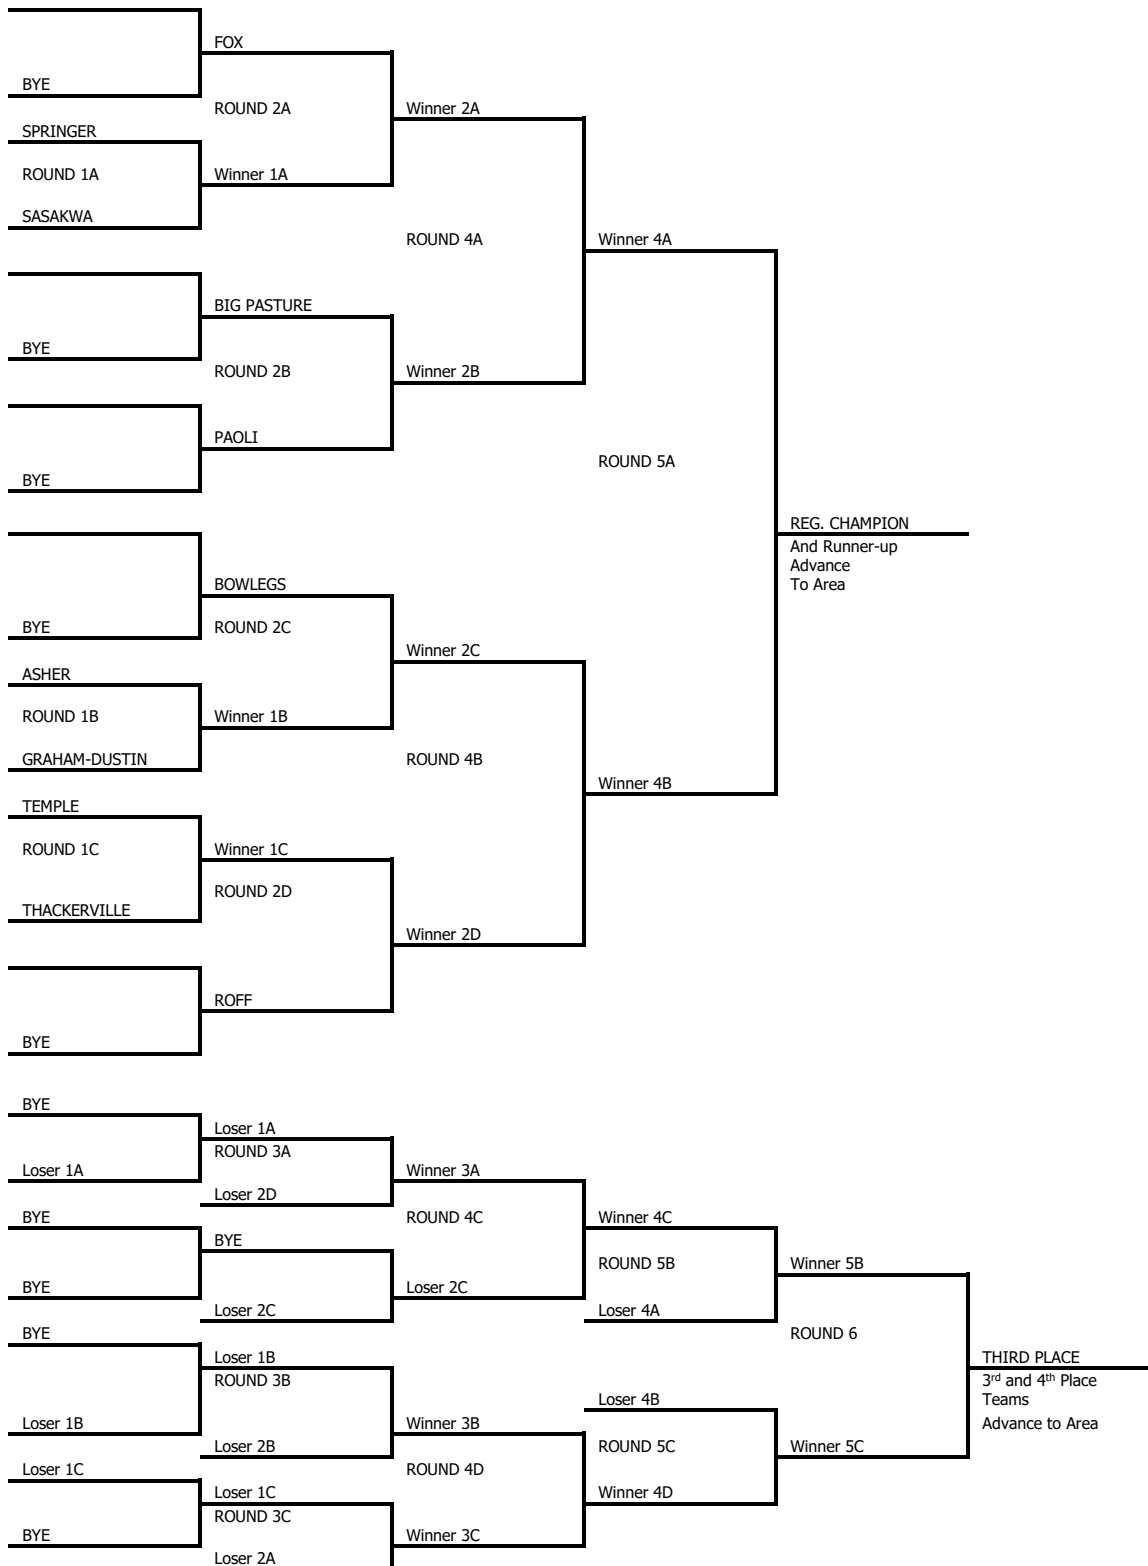 FOX
BYE
ROUND 2A
Winner 2A
SPRINGER
ROUND 1A
Winner 1A
SASAKWA
ROUND 4A
Winner 4A
BIG PASTURE
BYE
ROUND 2B
Winner 2B
PAOLI
ROUND 5A
BYE
REG. CHAMPION
And Runner-up
Advance
To Area
BOWLEGS
BYE
ROUND 2C
Winner 2C
ASHER
ROUND 1B
Winner 1B
GRAHAM-DUSTIN
ROUND 4B
Winner 4B
TEMPLE
ROUND 1C
Winner 1C
ROUND 2D
THACKERVILLE
Winner 2D
ROFF
BYE
BYE
Loser 1A
ROUND 3A
Loser 1A
Winner 3A
Loser 2D
BYE
ROUND 4C
Winner 4C
BYE
ROUND 5B
Winner 5B
BYE
Loser 2C
Loser 2C
Loser 4A
BYE
ROUND 6
Loser 1B
THIRD PLACE
ROUND 3B
3rd and 4th Place
Teams
Loser 4B
Loser 1B
Winner 3B
Advance to Area
Loser 2B
ROUND 5C
Winner 5C
Loser 1C
ROUND 4D
Loser 1C
Winner 4D
ROUND 3C
BYE
Winner 3C
Loser 2A